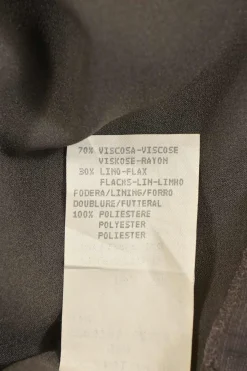 70% VISCOSA-VISCOSE
VISKOSE-RAYON
30% LINO-FLAX
FLACHS-LIN-LINHO
FODERA/LINING/FORRO
DOUBLURE/FUTTERAL
100% POLIESTERE
POLYESTER
POLYESTER